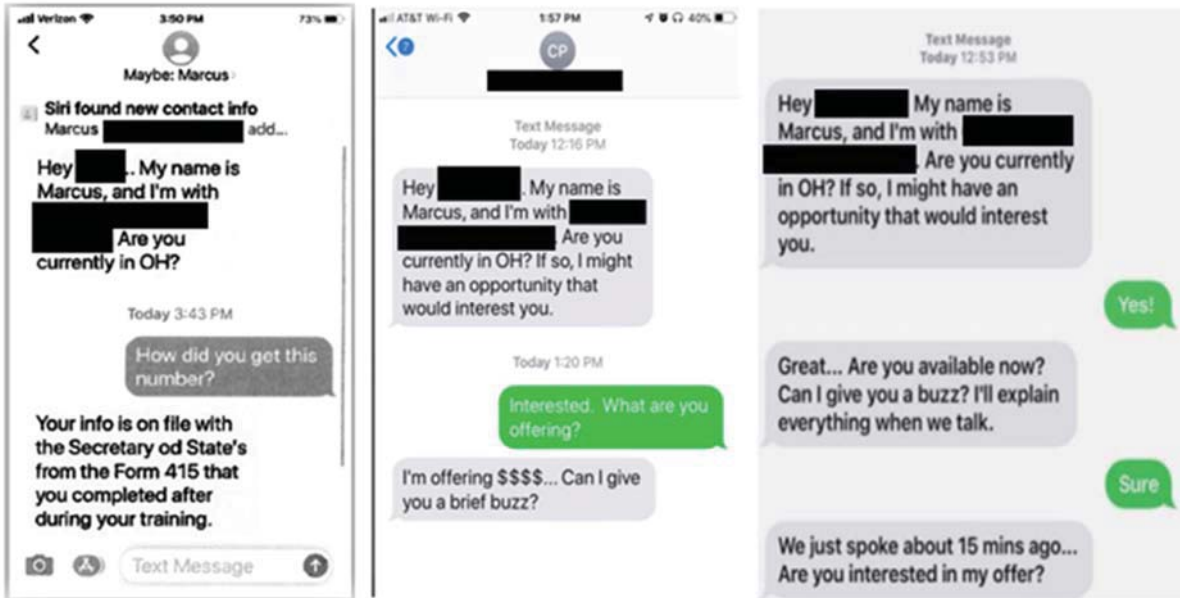 Verizon
3:50 PM
73%
Maybe: Marcus
Siri found new contact info
Marcus add...
Hey .. My name is
Marcus, and I'm with
Are you
currently in OH?
Today 3:43 PM
How did you get this
number?
Your info is on file with
the Secretary od State's
from the Form 415 that
you completed after
during your training.
Text Message
AT&T Wi-Fi
1:57 PM
40%
7
CP
Text Message
Today 12:16 PM
Hey . My name is
Marcus, and I'm with
. Are you
currently in OH? If so, I might
have an opportunity that
would interest you.
Today 1:20 PM
Interested. What are you
offering?
I'm offering $$$$... Can I give
you a brief buzz?
Text Message
Today 12:53 PM
Hey My name is
Marcus, and I'm with
. Are you currently
in OH? If so, I might have an
opportunity that would interest
you.
Yes!
Great... Are you available now?
Can I give you a buzz? I'll explain
everything when we talk.
Sure
We just spoke about 15 mins ago...
Are you interested in my offer?